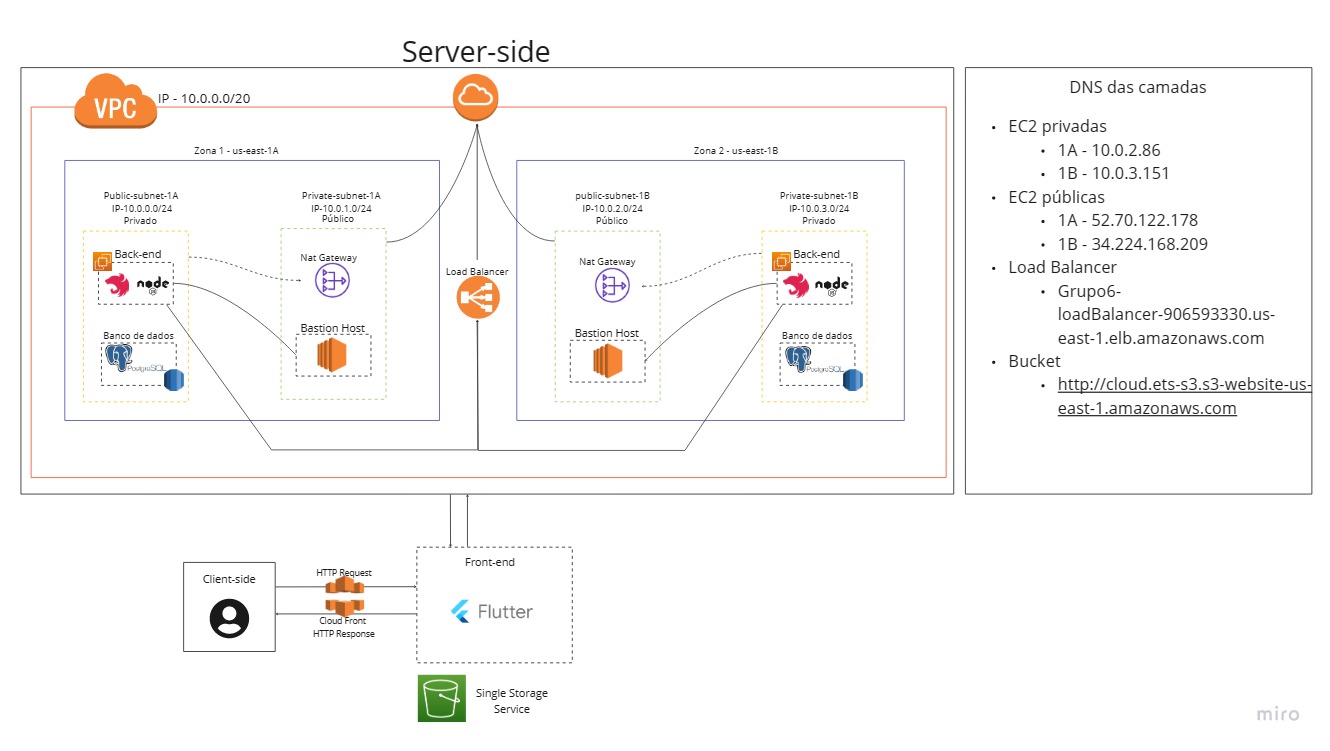 Server-side
VPC
IP - 10.0.0.0/20
Zona 1 - us-east-1A
Public-subnet-1A
IP-10.0.0.0/24
Privado
Back-end
node
JS
Banco de dados
PostgreSQL
Private-subnet-1A
IP-10.0.1.0/24
Público
Nat Gateway
Bastion Host
Load Balancer
Zona 2 - us-east-1B
public-subnet-1B
IP-10.0.2.0/24
Público
Nat Gateway
Bastion Host
Private-subnet-1B
IP-10.0.3.0/24
Privado
Back-end
node
JS
Banco de dados
PostgreSQL
DNS das camadas
• EC2 privadas
• 1A - 10.0.2.86
• 1B - 10.0.3.151
• EC2 públicas
• 1A - 52.70.122.178
• 1B - 34.224.168.209
• Load Balancer
• Grupo6-
loadBalancer-906593330.us-
east-1.elb.amazonaws.com
• Bucket
• http://cloud.ets-s3.s3-website-us-
east-1.amazonaws.com
Client-side
HTTP Request
Cloud Front
HTTP Response
Front-end
Flutter
Single Storage
Service
miro